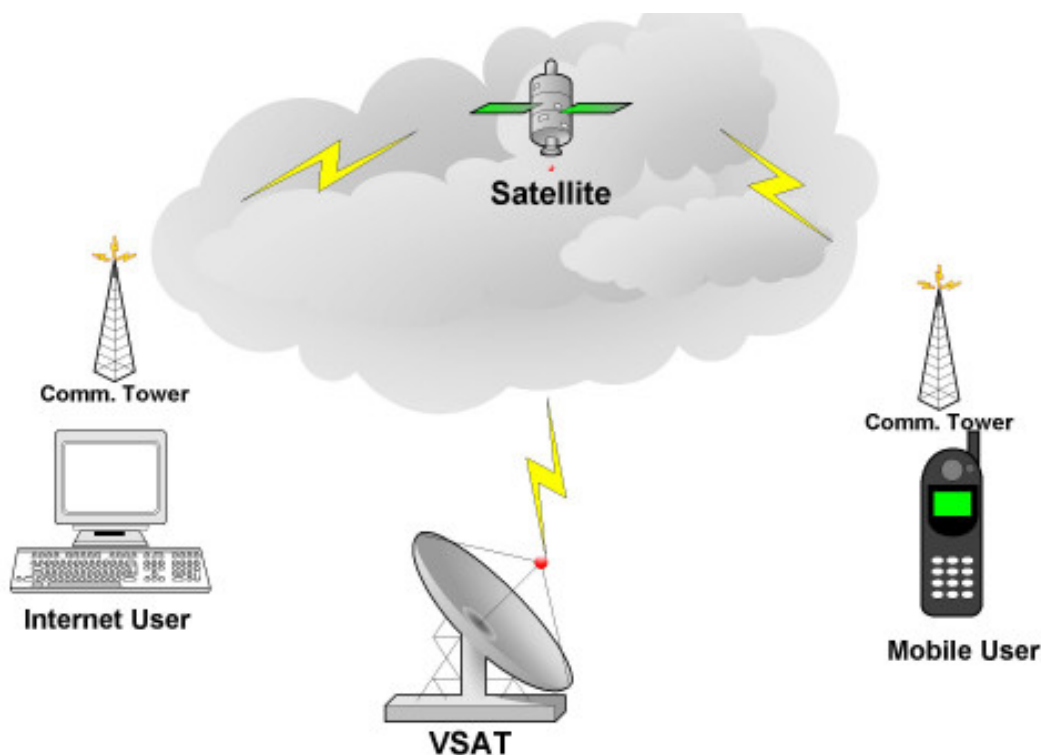 Satellite
Comm. Tower
Comm. Tower
Internet User
Mobile User
VSAT